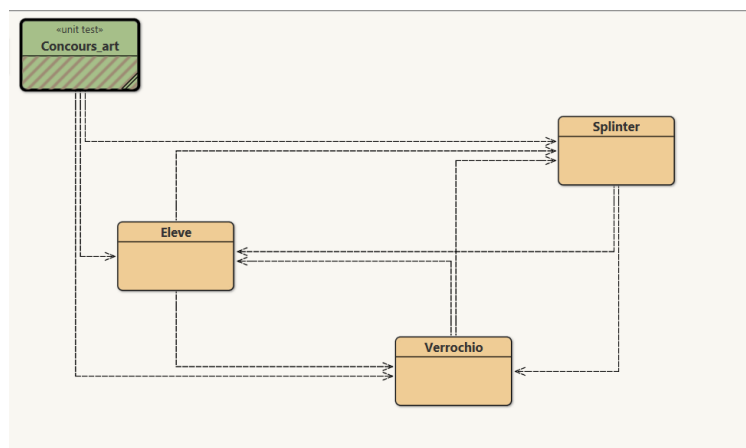 «unit test»
Concours_art
Splinter
Eleve
Verrochio